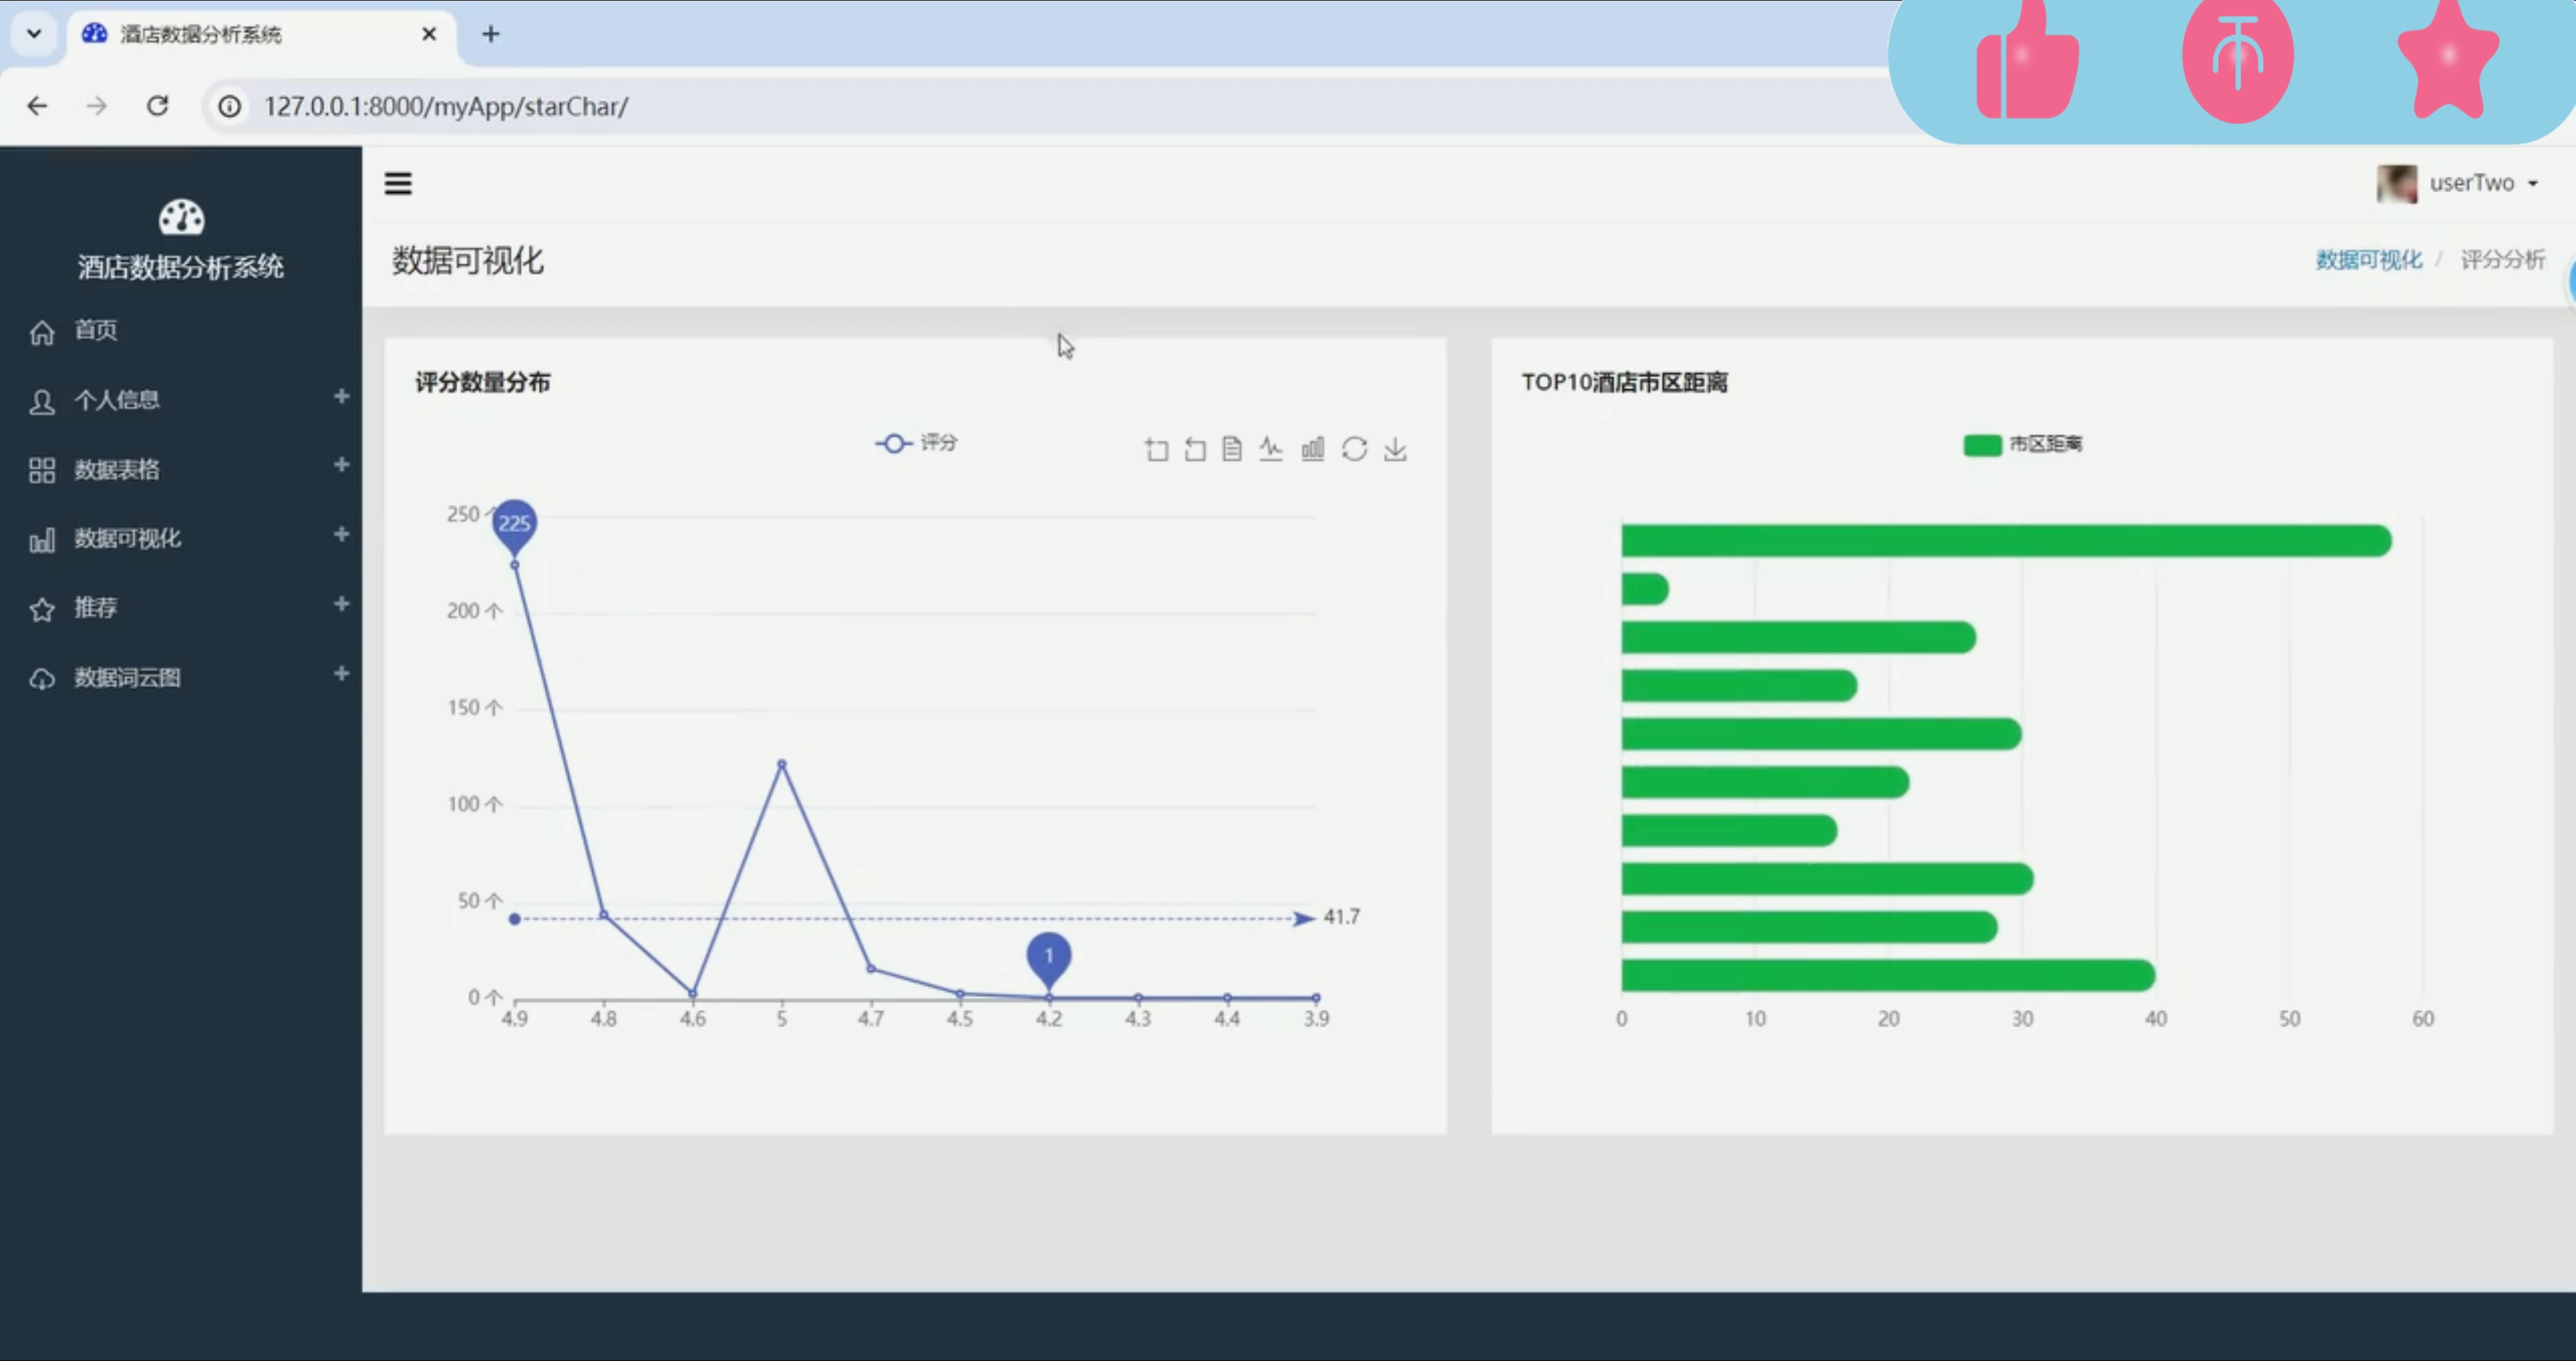 酒店数据分析系统
127.0.0.1:8000/myApp/starChar/
酒店数据分析系统
首页
个人信息
数据表格
数据可视化
推荐
数据词云图
userTwo
数据可视化
数据可视化 / 评分分析
评分数量分布
评分
250 个
225
200 个
150 个
100 个
50 个
41.7
1
0 个
4.9 4.8 4.6 5 4.7 4.5 4.2 4.3 4.4 3.9
TOP10酒店市区距离
市区距离
0 10 20 30 40 50 60